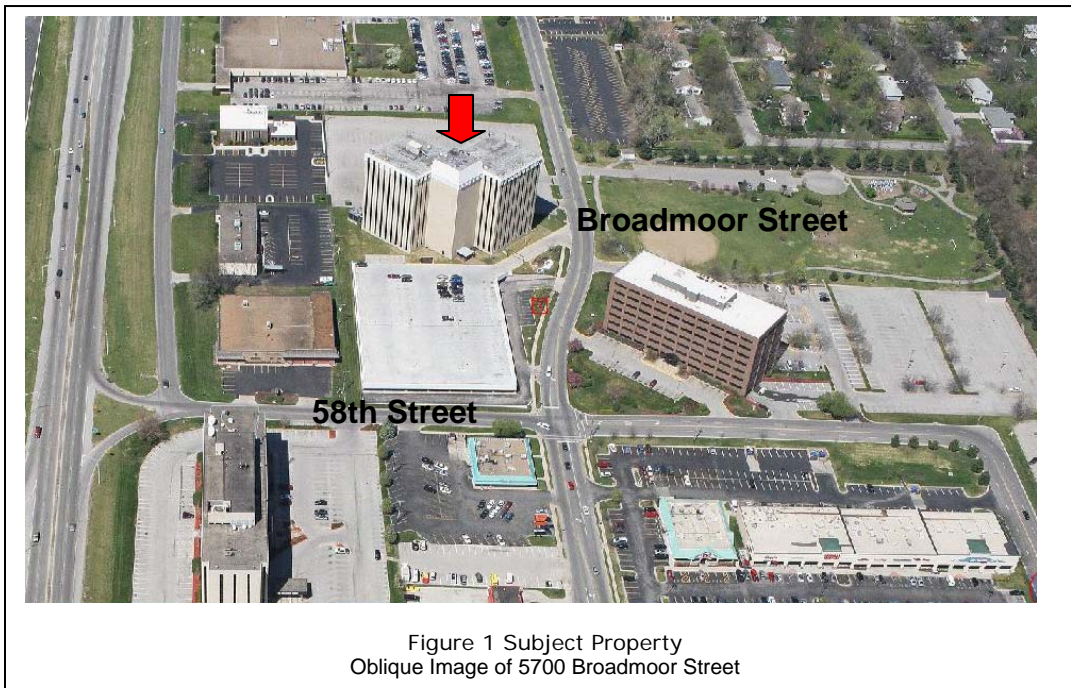 Broadmoor Street
58th Street
Figure 1 Subject Property
Oblique Image of 5700 Broadmoor Street